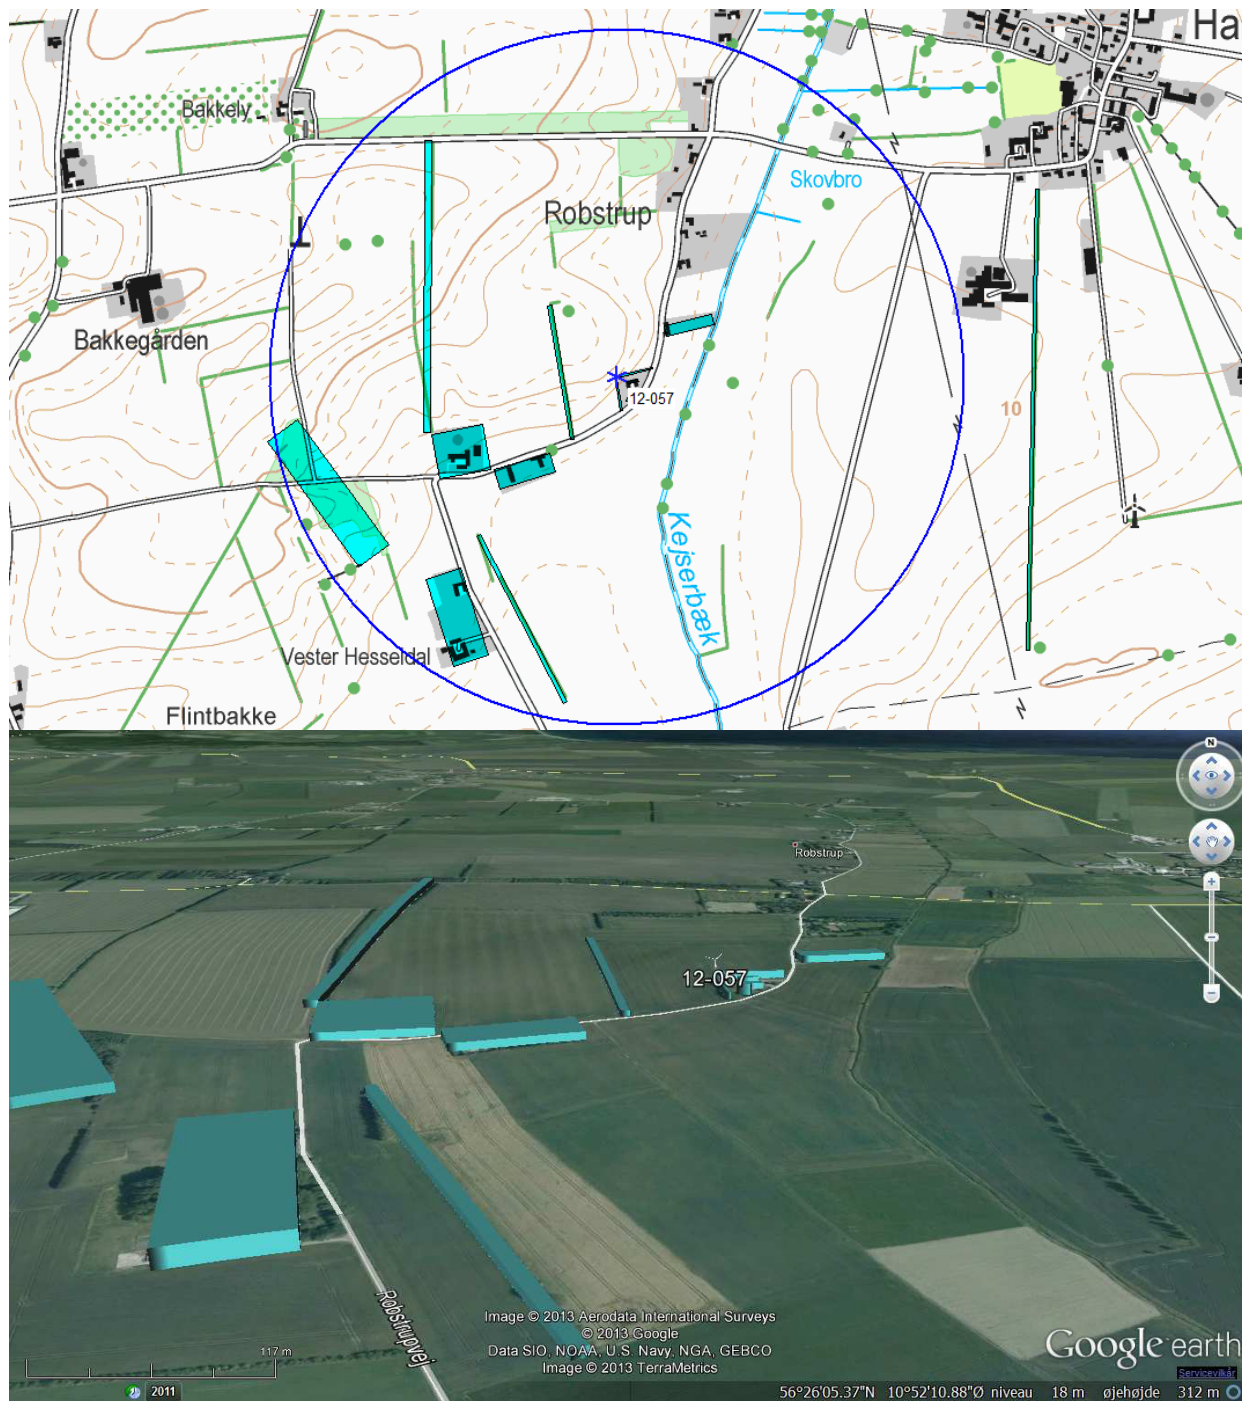 Ha
Bakkely
Skovbro
Robstrup
Bakkegården
12-057
10
Kejserbæk
Vester Hesseldal
Flintbakke
N
Robstrup
12-057
Robstrupvej
Image © 2013 Aerodata International Surveys
© 2013 Google
Data SIO, NOAA, U.S. Navy, NGA, GEBCO
Image © 2013 TerraMetrics
Google earth
117 m
Servicevilkår
2011
56°26'05.37"N 10°52'10.88"Ø niveau 18 m øjehøjde 312 m